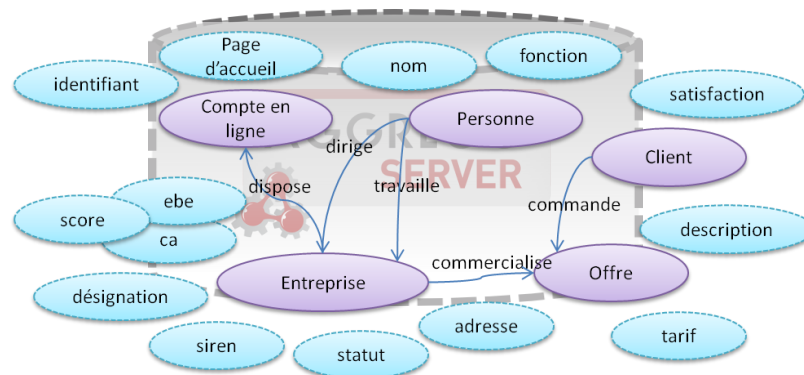 Page
d'accueil
nom
fonction
identifiant
satisfaction
Compte en
ligne
Personne
dirige
SERVER
Client
dispose
travaille
ebe
commande
score
ca
description
commercialise
Entreprise
Offre
désignation
adresse
tarif
siren
statut